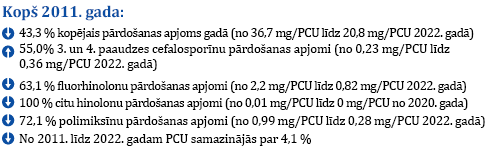 Kopš 2011. gada:
43,3 % kopējais pārdošanas apjoms gadā (no 36,7 mg/PCU līdz 20,8 mg/PCU 2022. gadā)
55,0% 3. un 4. paaudzes cefalosporīnu pārdošanas apjomi (no 0,23 mg/PCU līdz
0,36 mg/PCU 2022. gadā)
63,1 % fluorhinolonu pārdošanas apjomi (no 2,2 mg/PCU līdz 0,82 mg/PCU 2022. gadā)
100 % citu hinolonu pārdošanas apjomi (no 0,01 mg/PCU līdz 0 mg/PCU no 2020. gada)
72,1 % polimiksīnu pārdošanas apjomi (no 0,99 mg/PCU līdz 0,28 mg/PCU 2022. gadā)
No 2011. līdz 2022. gadam PCU samazinājās par 4,1 %